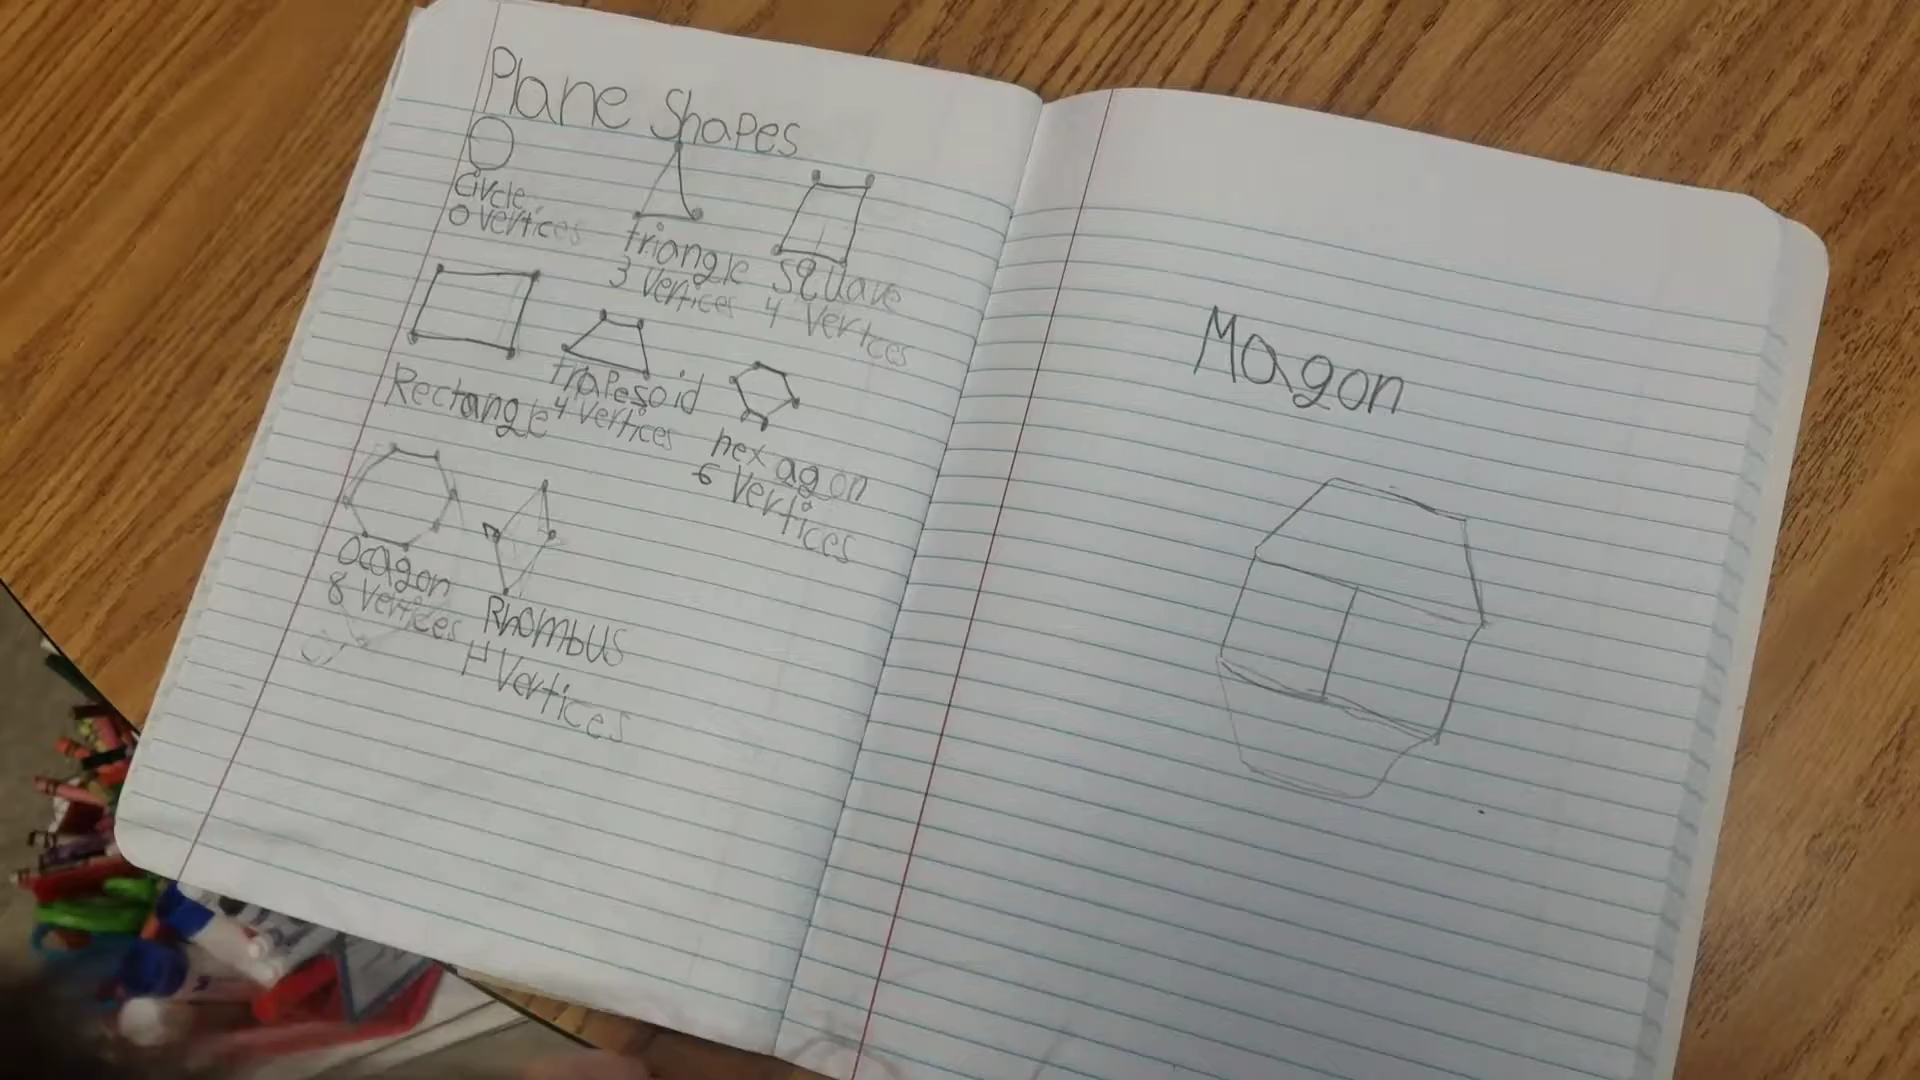 Plane Shapes
Circle
0 vertices
triangle
3 vertices
Square
4 vertices
Rectangle
trapesoid
4 vertices
hexagon
6 vertices
Ocagon
8 vertices
Rhombus
4 vertices
Magon